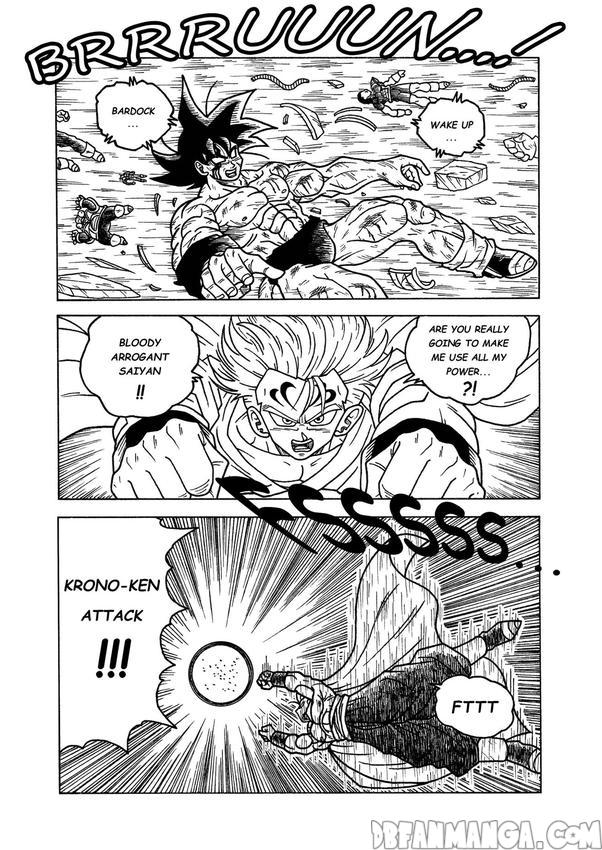 BRRRUUUN....!
BARDOCK
...
WAKE UP
...
BLOODY
ARROGANT
SAIYAN
!!
ARE YOU REALLY
GOING TO MAKE
ME USE ALL MY
POWER...
?!
FSSSSSS...
KRONO-KEN
ATTACK
!!!
FTTT
DBFANMANGA.COM